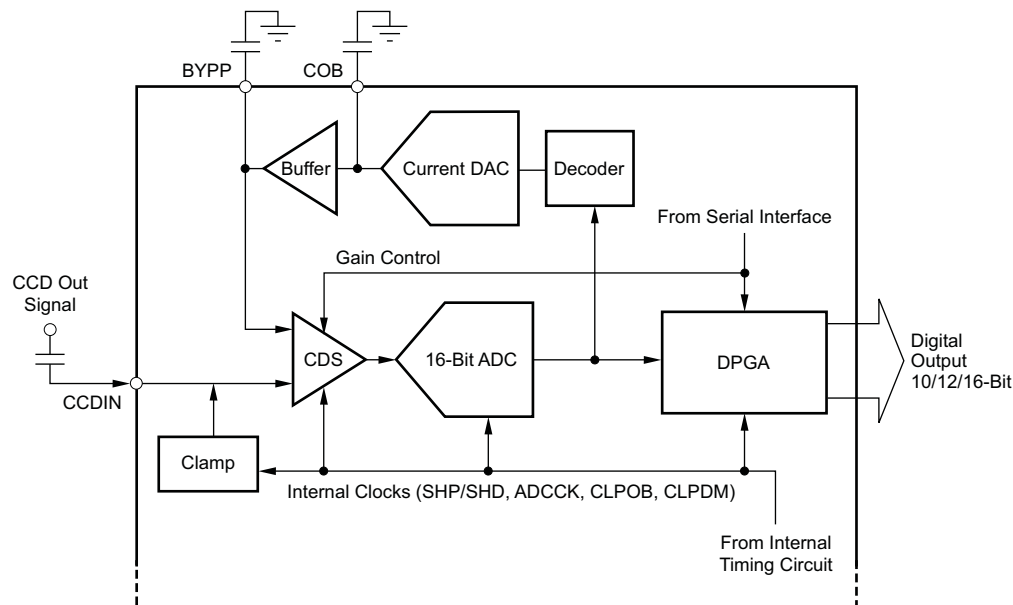 BYPP
COB
Buffer
Current DAC
Decoder
From Serial Interface
Gain Control
CCD Out
Signal
CDS
16-Bit ADC
DPGA
Digital
Output
10/12/16-Bit
CCDIN
Clamp
Internal Clocks (SHP/SHD, ADCCK, CLPOB, CLPDM)
From Internal
Timing Circuit